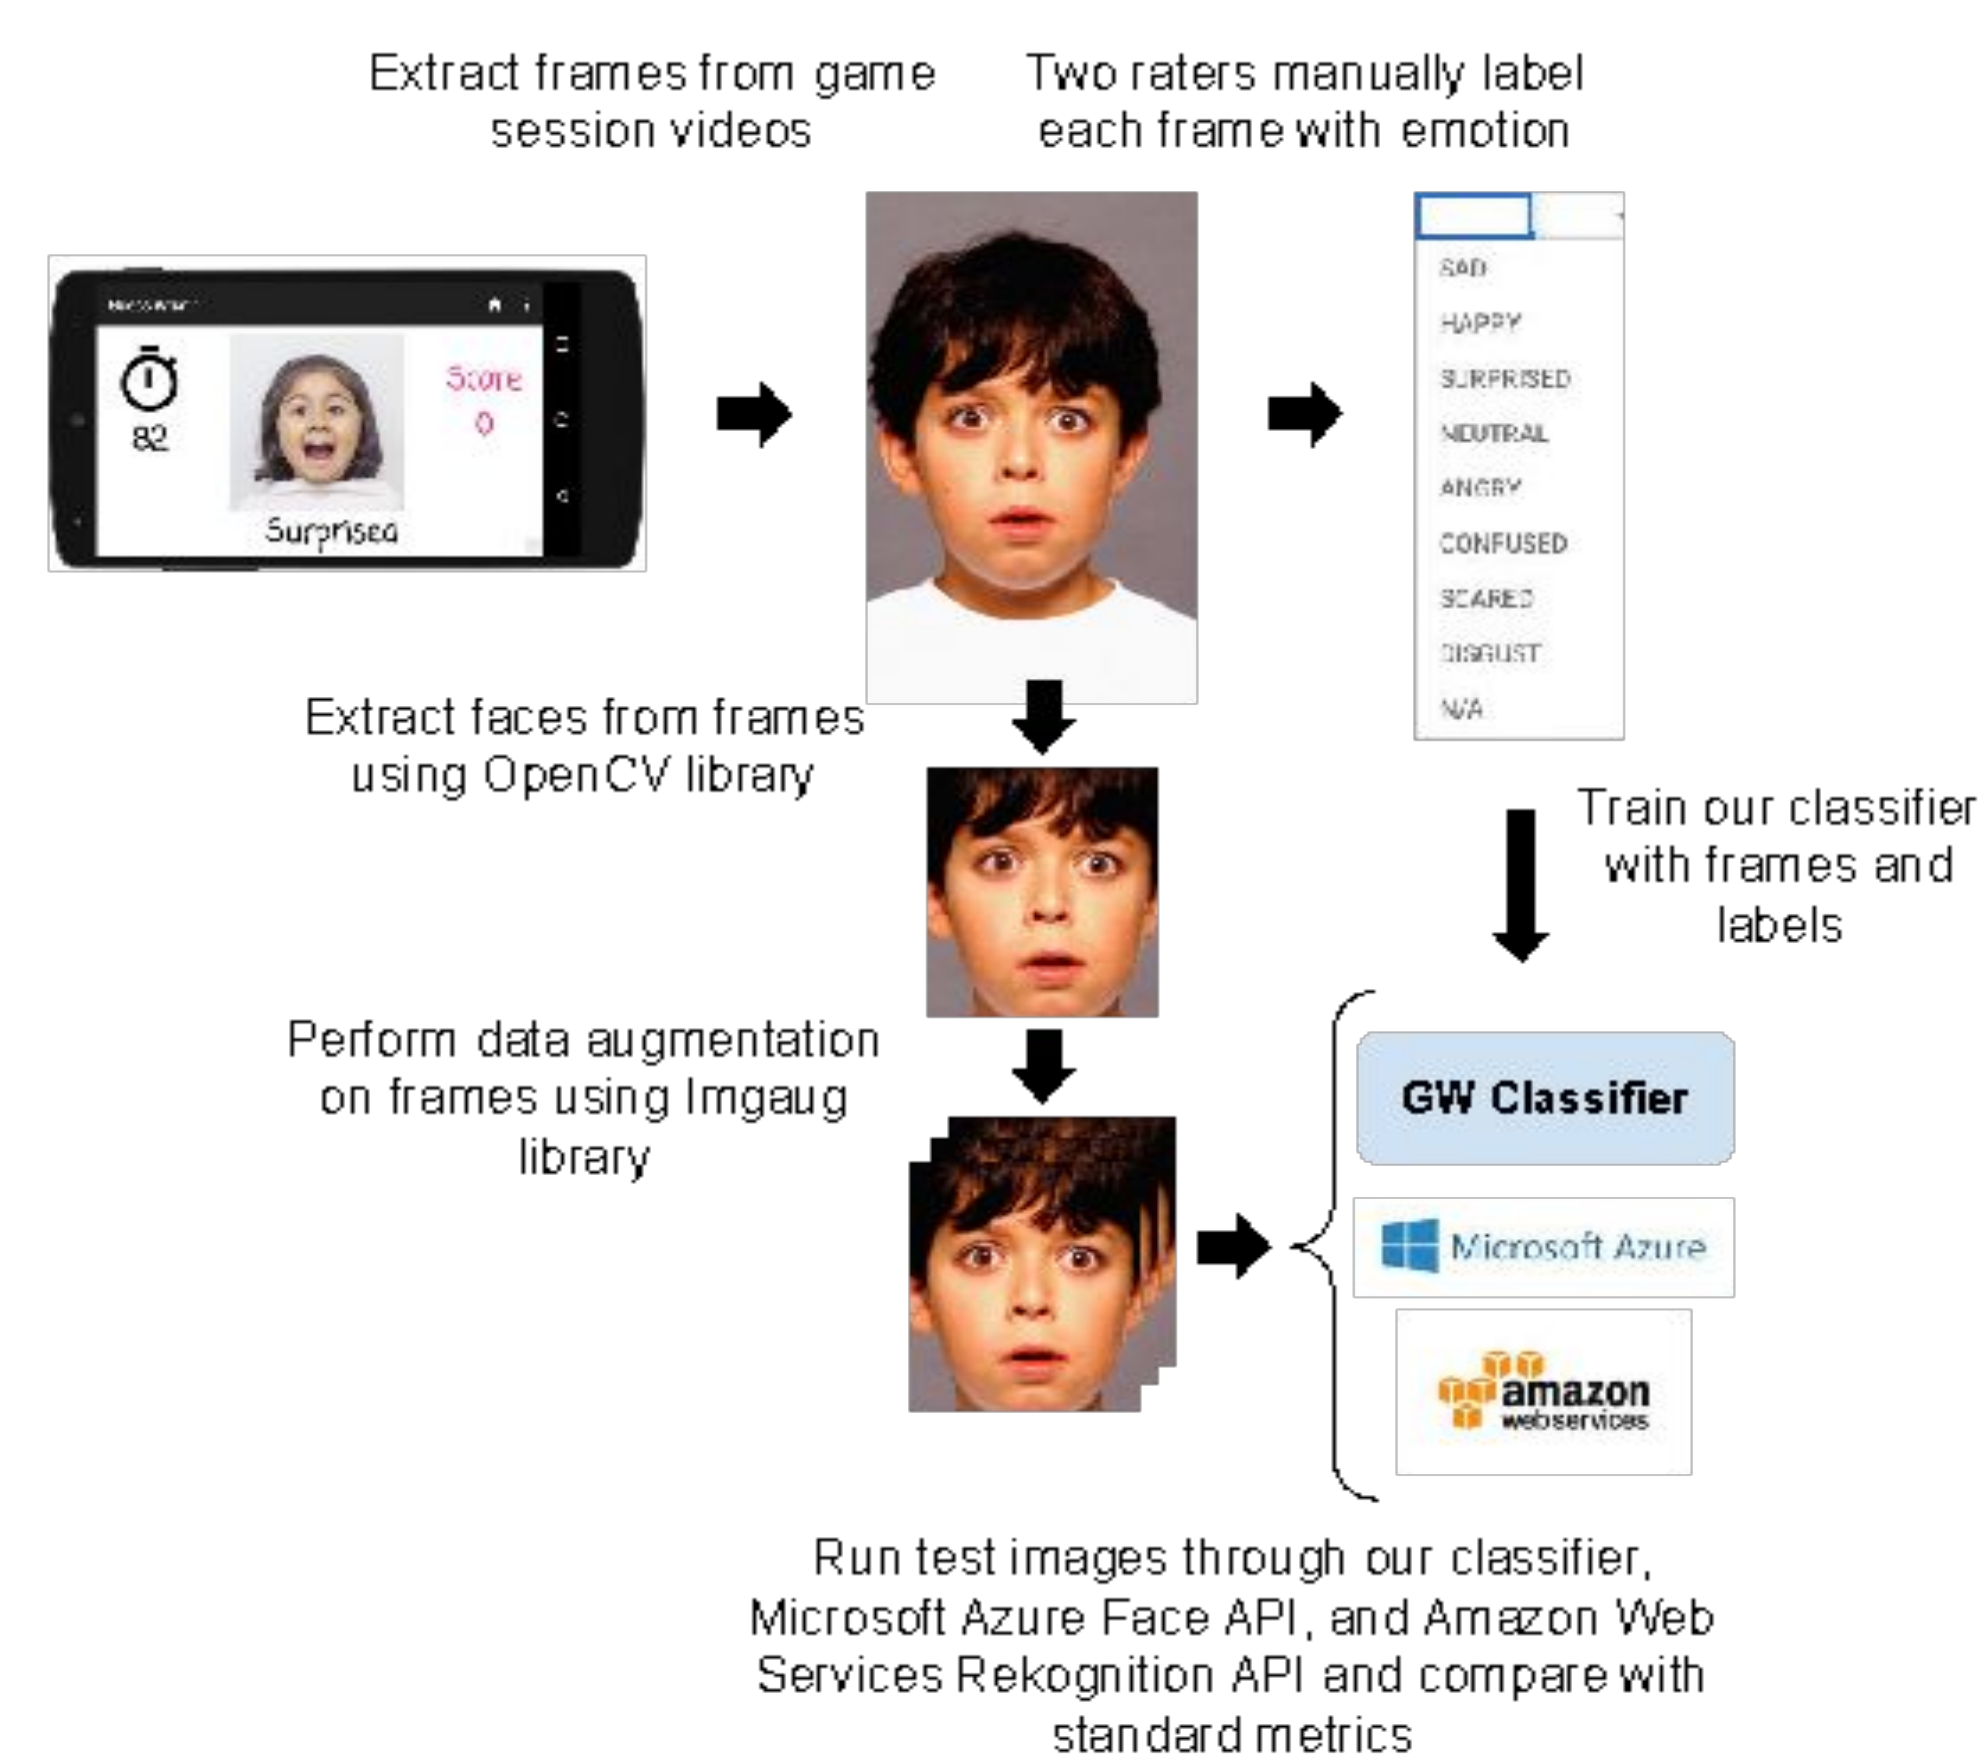 Extract frames from game
session videos
Two raters manually label
each frame with emotion
82
Score
0
Surprised
SAD
HAPPY
SURPRISED
NEUTRAL
ANGRY
CONFUSED
SCARED
DISGUST
N/A
Extract faces from frames
using OpenCV library
Train our classifier
with frames and
labels
Perform data augmentation
on frames using Imgaug
library
GW Classifier
Microsoft Azure
amazon
webservices
Run test images through our classifier,
Microsoft Azure Face API, and Amazon Web
Services Rekognition API and compare with
standard metrics